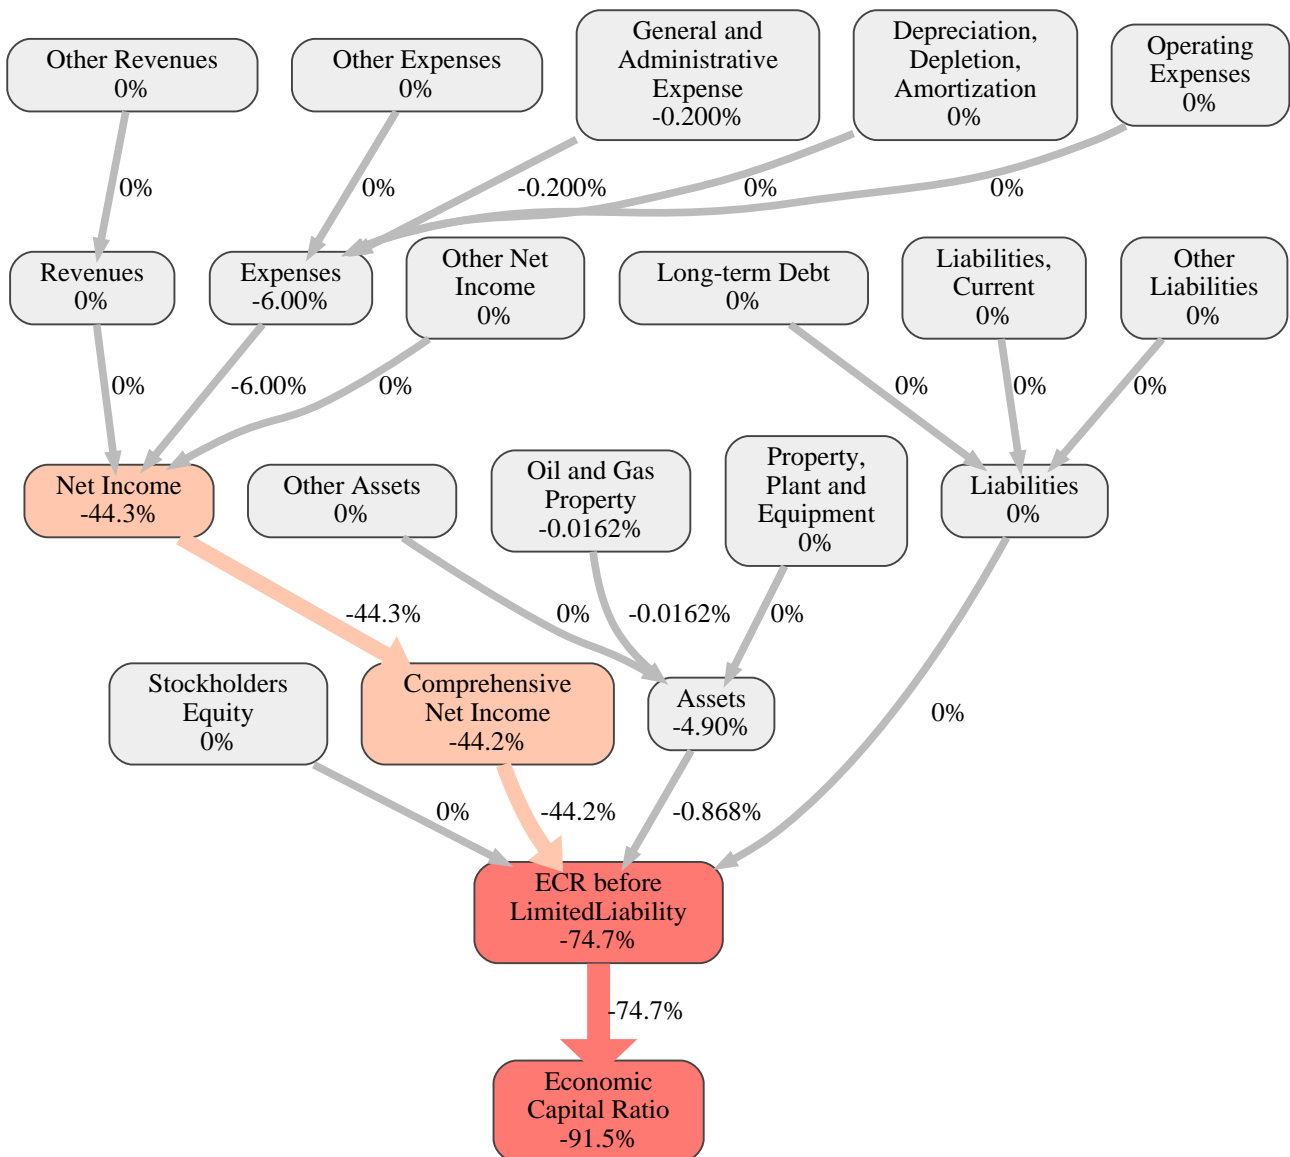 Other Revenues
0%
Other Expenses
0%
General and
Administrative
Expense
-0.200%
Depreciation,
Depletion,
Amortization
0%
Operating
Expenses
0%
0%
0%
-0.200%
0%
0%
Revenues
0%
Expenses
-6.00%
Other Net
Income
0%
Long-term Debt
0%
Liabilities,
Current
0%
Other
Liabilities
0%
0%
-6.00%
0%
0%
0%
0%
Net Income
-44.3%
Other Assets
0%
Oil and Gas
Property
-0.0162%
Property,
Plant and
Equipment
0%
Liabilities
0%
-44.3%
0%
-0.0162%
0%
0%
Stockholders
Equity
0%
Comprehensive
Net Income
-44.2%
Assets
-4.90%
0%
-44.2%
-0.868%
ECR before
LimitedLiability
-74.7%
-74.7%
Economic
Capital Ratio
-91.5%